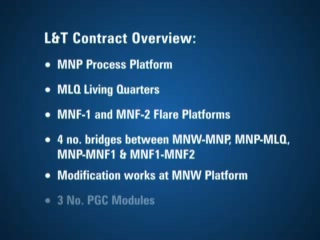 L&T Contract Overview:
• MNP Process Platform
• MLQ Living Quarters
• MNF-1 and MNF-2 Flare Platforms
• 4 no. bridges between MNW-MNP, MNP-MLQ,
MNP-MNF1 & MNF1-MNF2
• Modification works at MNW Platform
• 3 No. PGC Modules